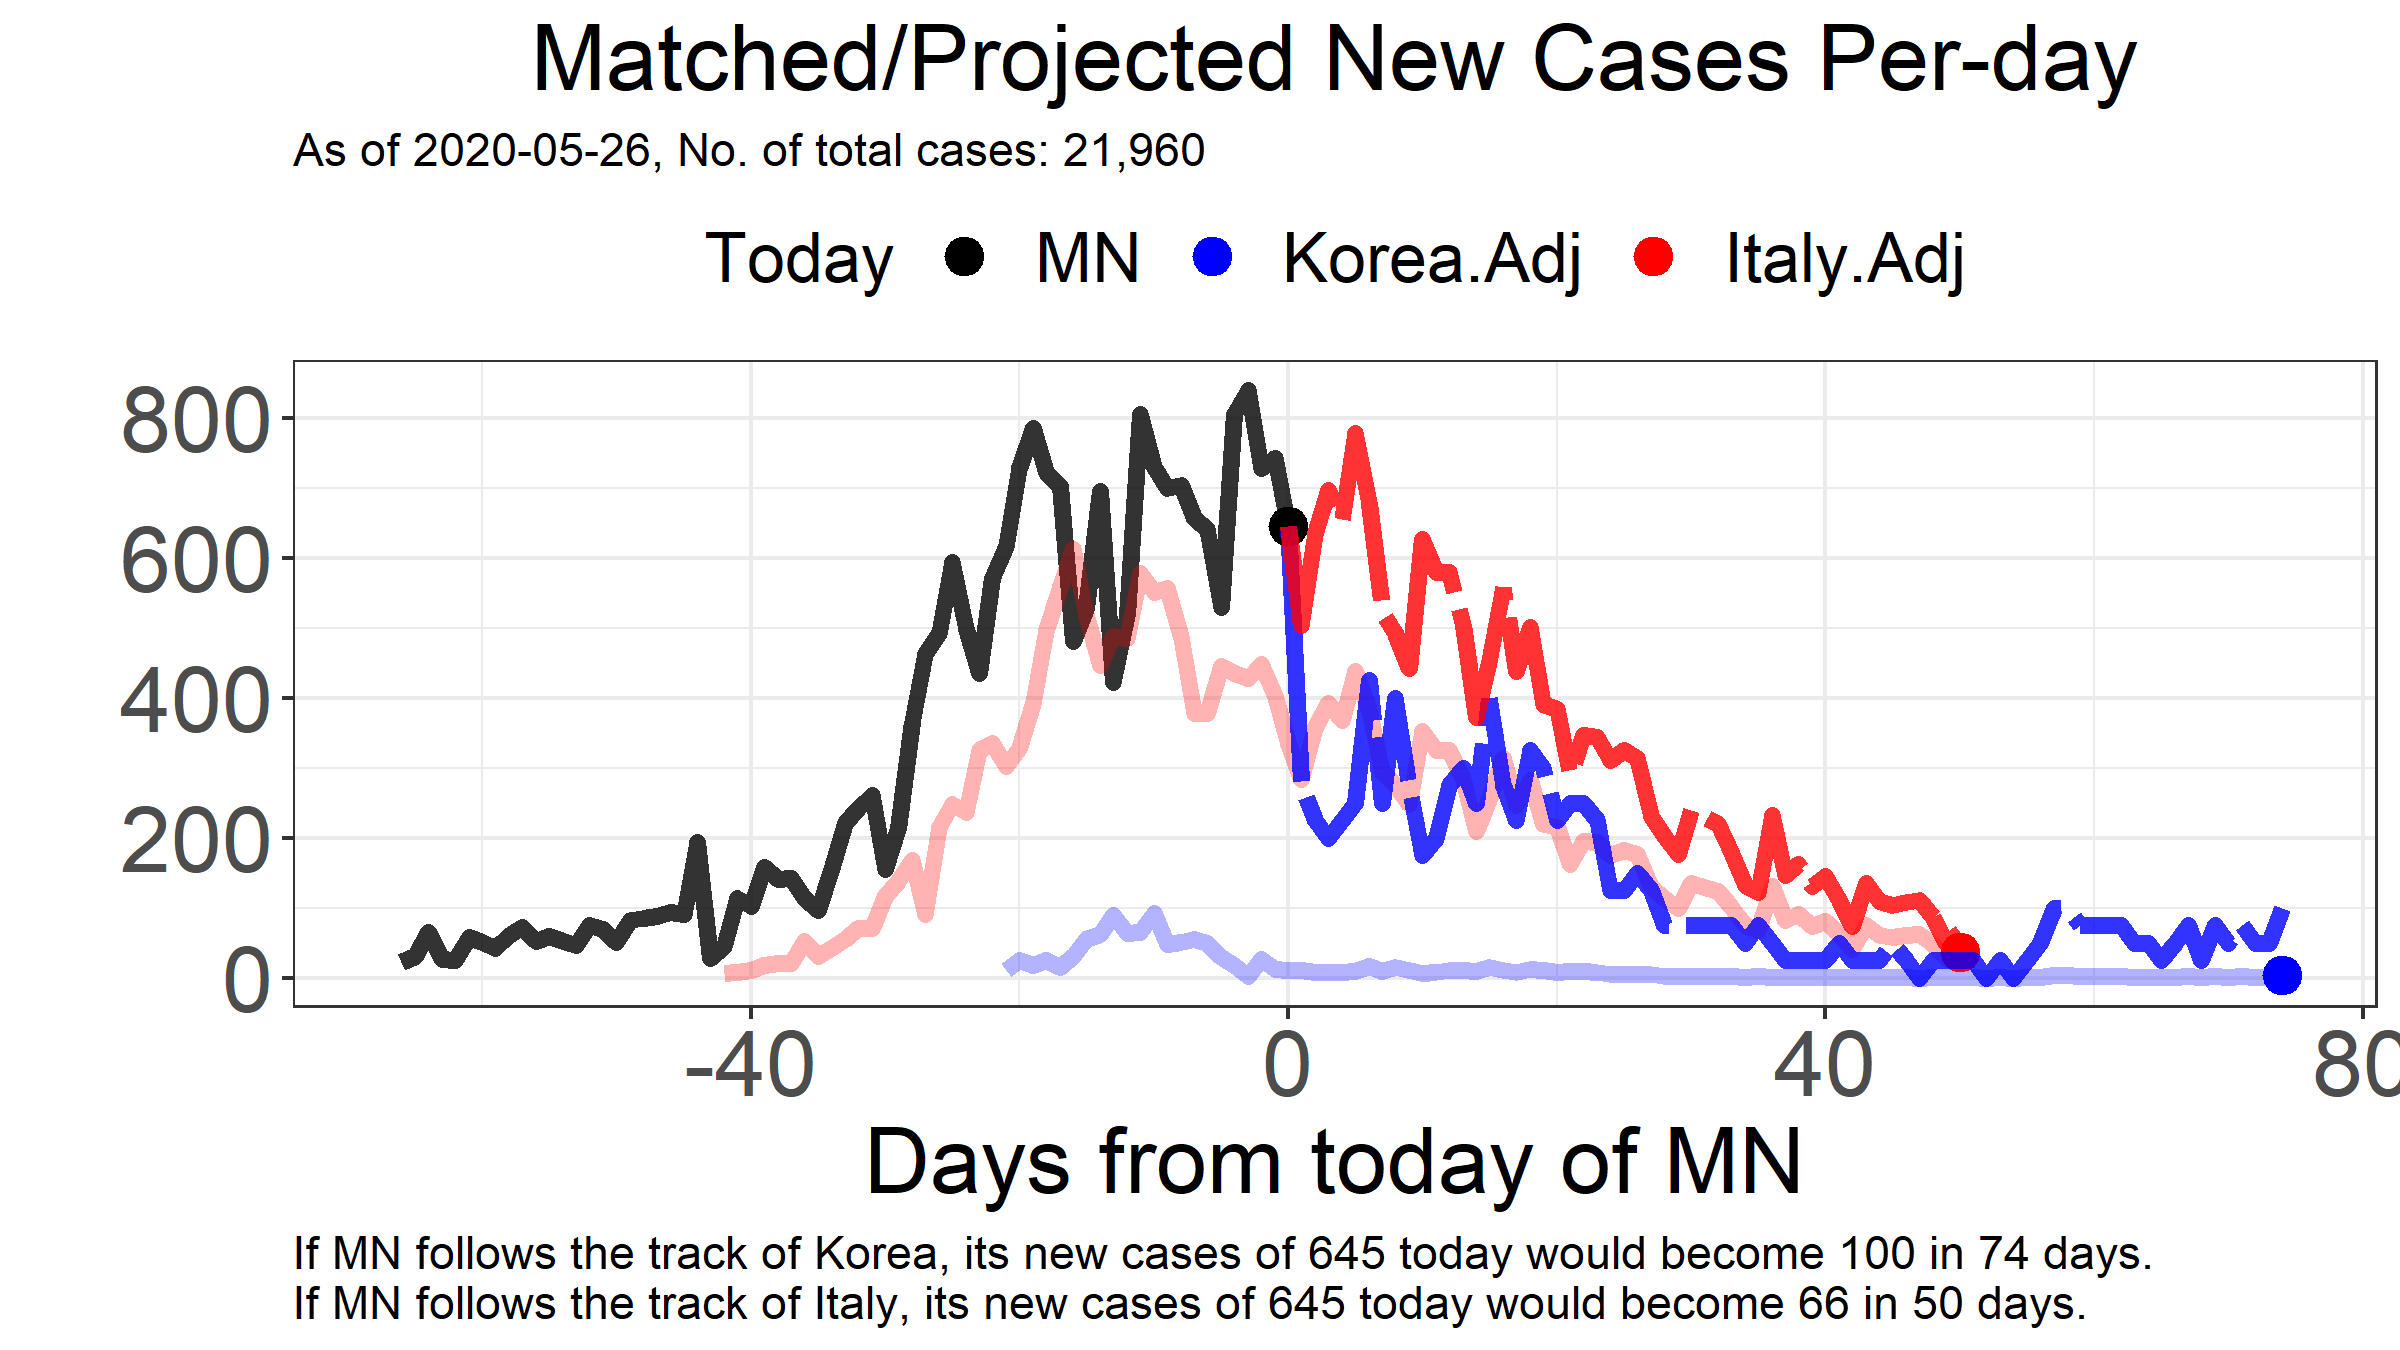 Matched/Projected New Cases Per-day
As of 2020-05-26, No. of total cases: 21,960
Today MN Korea.Adj Italy.Adj
800
600
400
200
0
-40 0 40 80
Days from today of MN
If MN follows the track of Korea, its new cases of 645 today would become 100 in 74 days.
If MN follows the track of Italy, its new cases of 645 today would become 66 in 50 days.